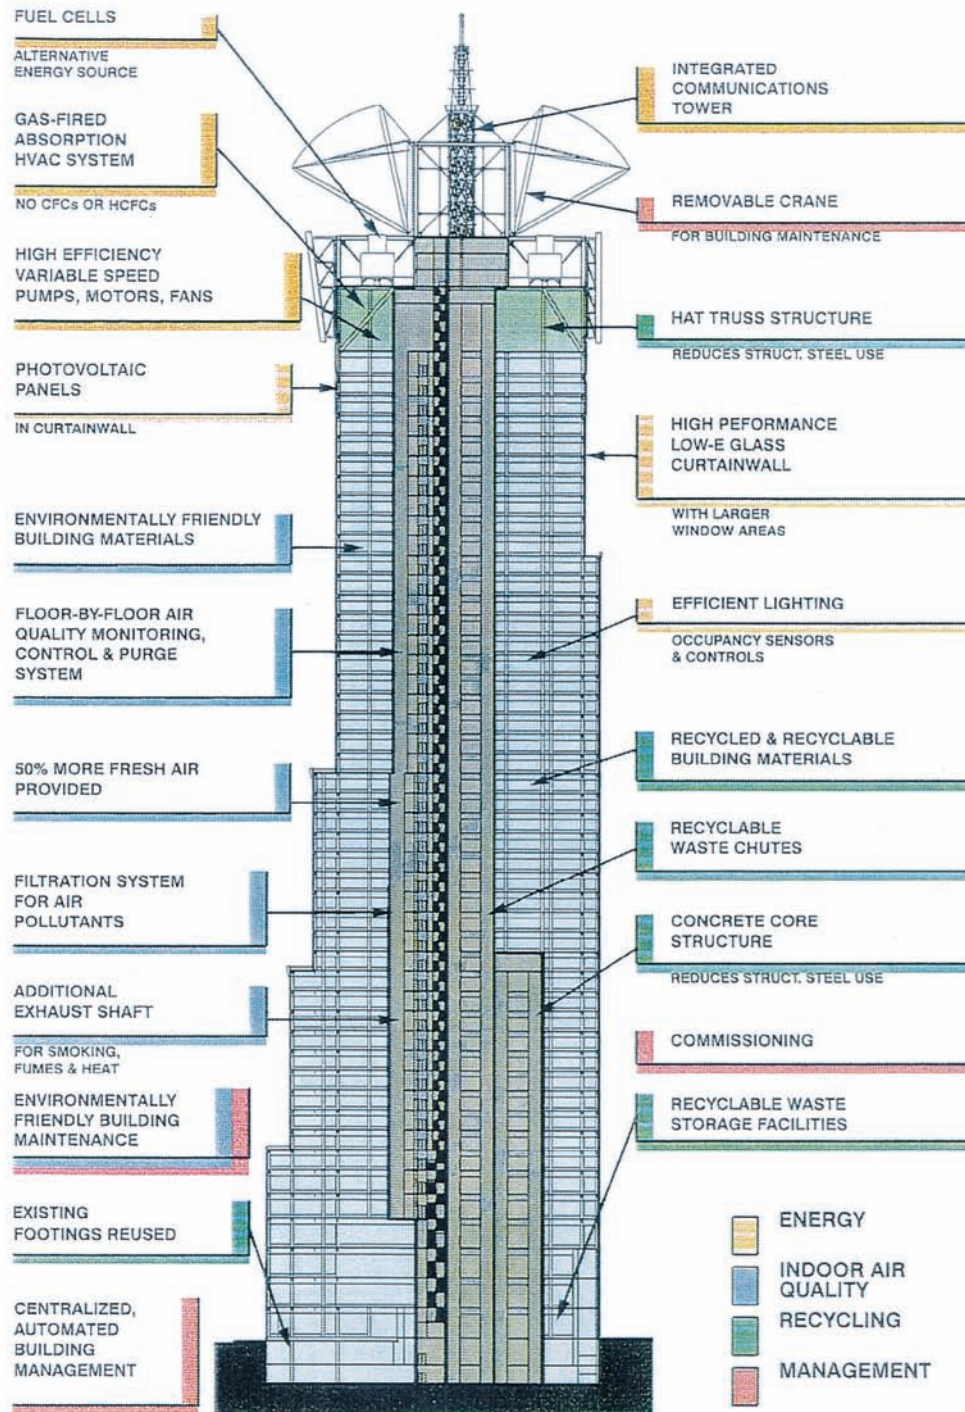 FUEL CELLS
ALTERNATIVE
ENERGY SOURCE
GAS-FIRED
ABSORPTION
HVAC SYSTEM
NO CFCs OR HCFCs
HIGH EFFICIENCY
VARIABLE SPEED
PUMPS, MOTORS, FANS
PHOTOVOLTAIC
PANELS
IN CURTAINWALL
ENVIRONMENTALLY FRIENDLY
BUILDING MATERIALS
FLOOR-BY-FLOOR AIR
QUALITY MONITORING,
CONTROL & PURGE
SYSTEM
50% MORE FRESH AIR
PROVIDED
FILTRATION SYSTEM
FOR AIR
POLLUTANTS
ADDITIONAL
EXHAUST SHAFT
FOR SMOKING,
FUMES & HEAT
ENVIRONMENTALLY
FRIENDLY BUILDING
MAINTENANCE
EXISTING
FOOTINGS REUSED
CENTRALIZED,
AUTOMATED
BUILDING
MANAGEMENT
INTEGRATED
COMMUNICATIONS
TOWER
REMOVABLE CRANE
FOR BUILDING MAINTENANCE
HAT TRUSS STRUCTURE
REDUCES STRUCT. STEEL USE
HIGH PEFORMANCE
LOW-E GLASS
CURTAINWALL
WITH LARGER
WINDOW AREAS
EFFICIENT LIGHTING
OCCUPANCY SENSORS
& CONTROLS
RECYCLED & RECYCLABLE
BUILDING MATERIALS
RECYCLABLE
WASTE CHUTES
CONCRETE CORE
STRUCTURE
REDUCES STRUCT. STEEL USE
COMMISSIONING
RECYCLABLE WASTE
STORAGE FACILITIES
ENERGY
INDOOR AIR
QUALITY
RECYCLING
MANAGEMENT